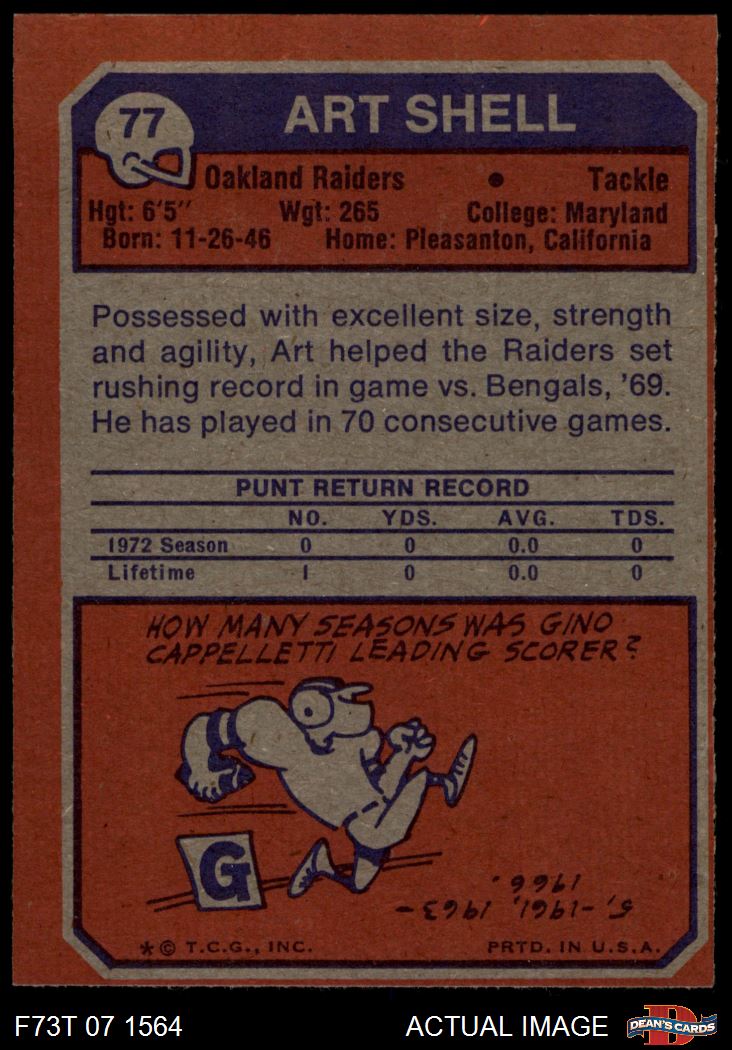 77
ART SHELL
Oakland Raiders • Tackle
Hgt: 6'5" Wgt: 265 College: Maryland
Born: 11-26-46 Home: Pleasanton, California
Possessed with excellent size, strength
and agility, Art helped the Raiders set
rushing record in game vs. Bengals, '69.
He has played in 70 consecutive games.
PUNT RETURN RECORD
NO. YDS. AVG. TDS.
1972 Season 0 0 0.0 0
Lifetime 1 0 0.0 0
HOW MANY SEASONS WAS GINO
CAPPELLETTI LEADING SCORER?
G
5,-1961, 1963-
1966.
* © T.C.G., INC. PRTD. IN U.S.A.
F73T 07 1564 ACTUAL IMAGE DEAN'S CARDS